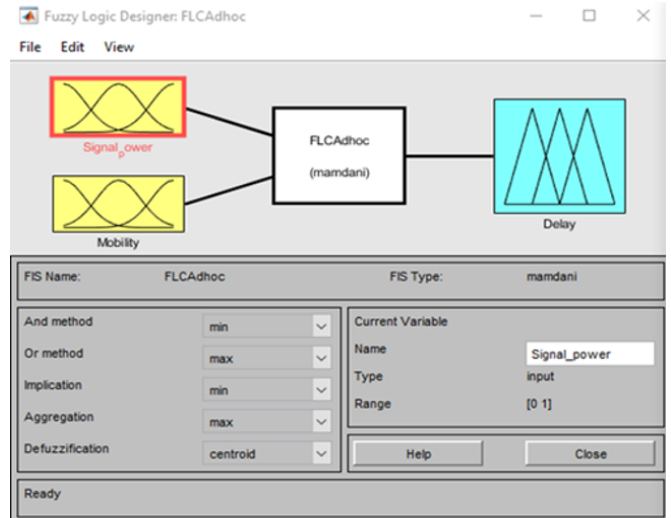 Fuzzy Logic Designer: FLCAdhoc
File Edit View
Signal_power
FLCAdhoc
(mamdani)
Mobility
Delay
FIS Name: FLCAdhoc FIS Type: mamdani
And method min
Or method max
Implication min
Aggregation max
Defuzzification centroid
Current Variable
Name Signal_power
Type input
Range [0 1]
Help Close
Ready